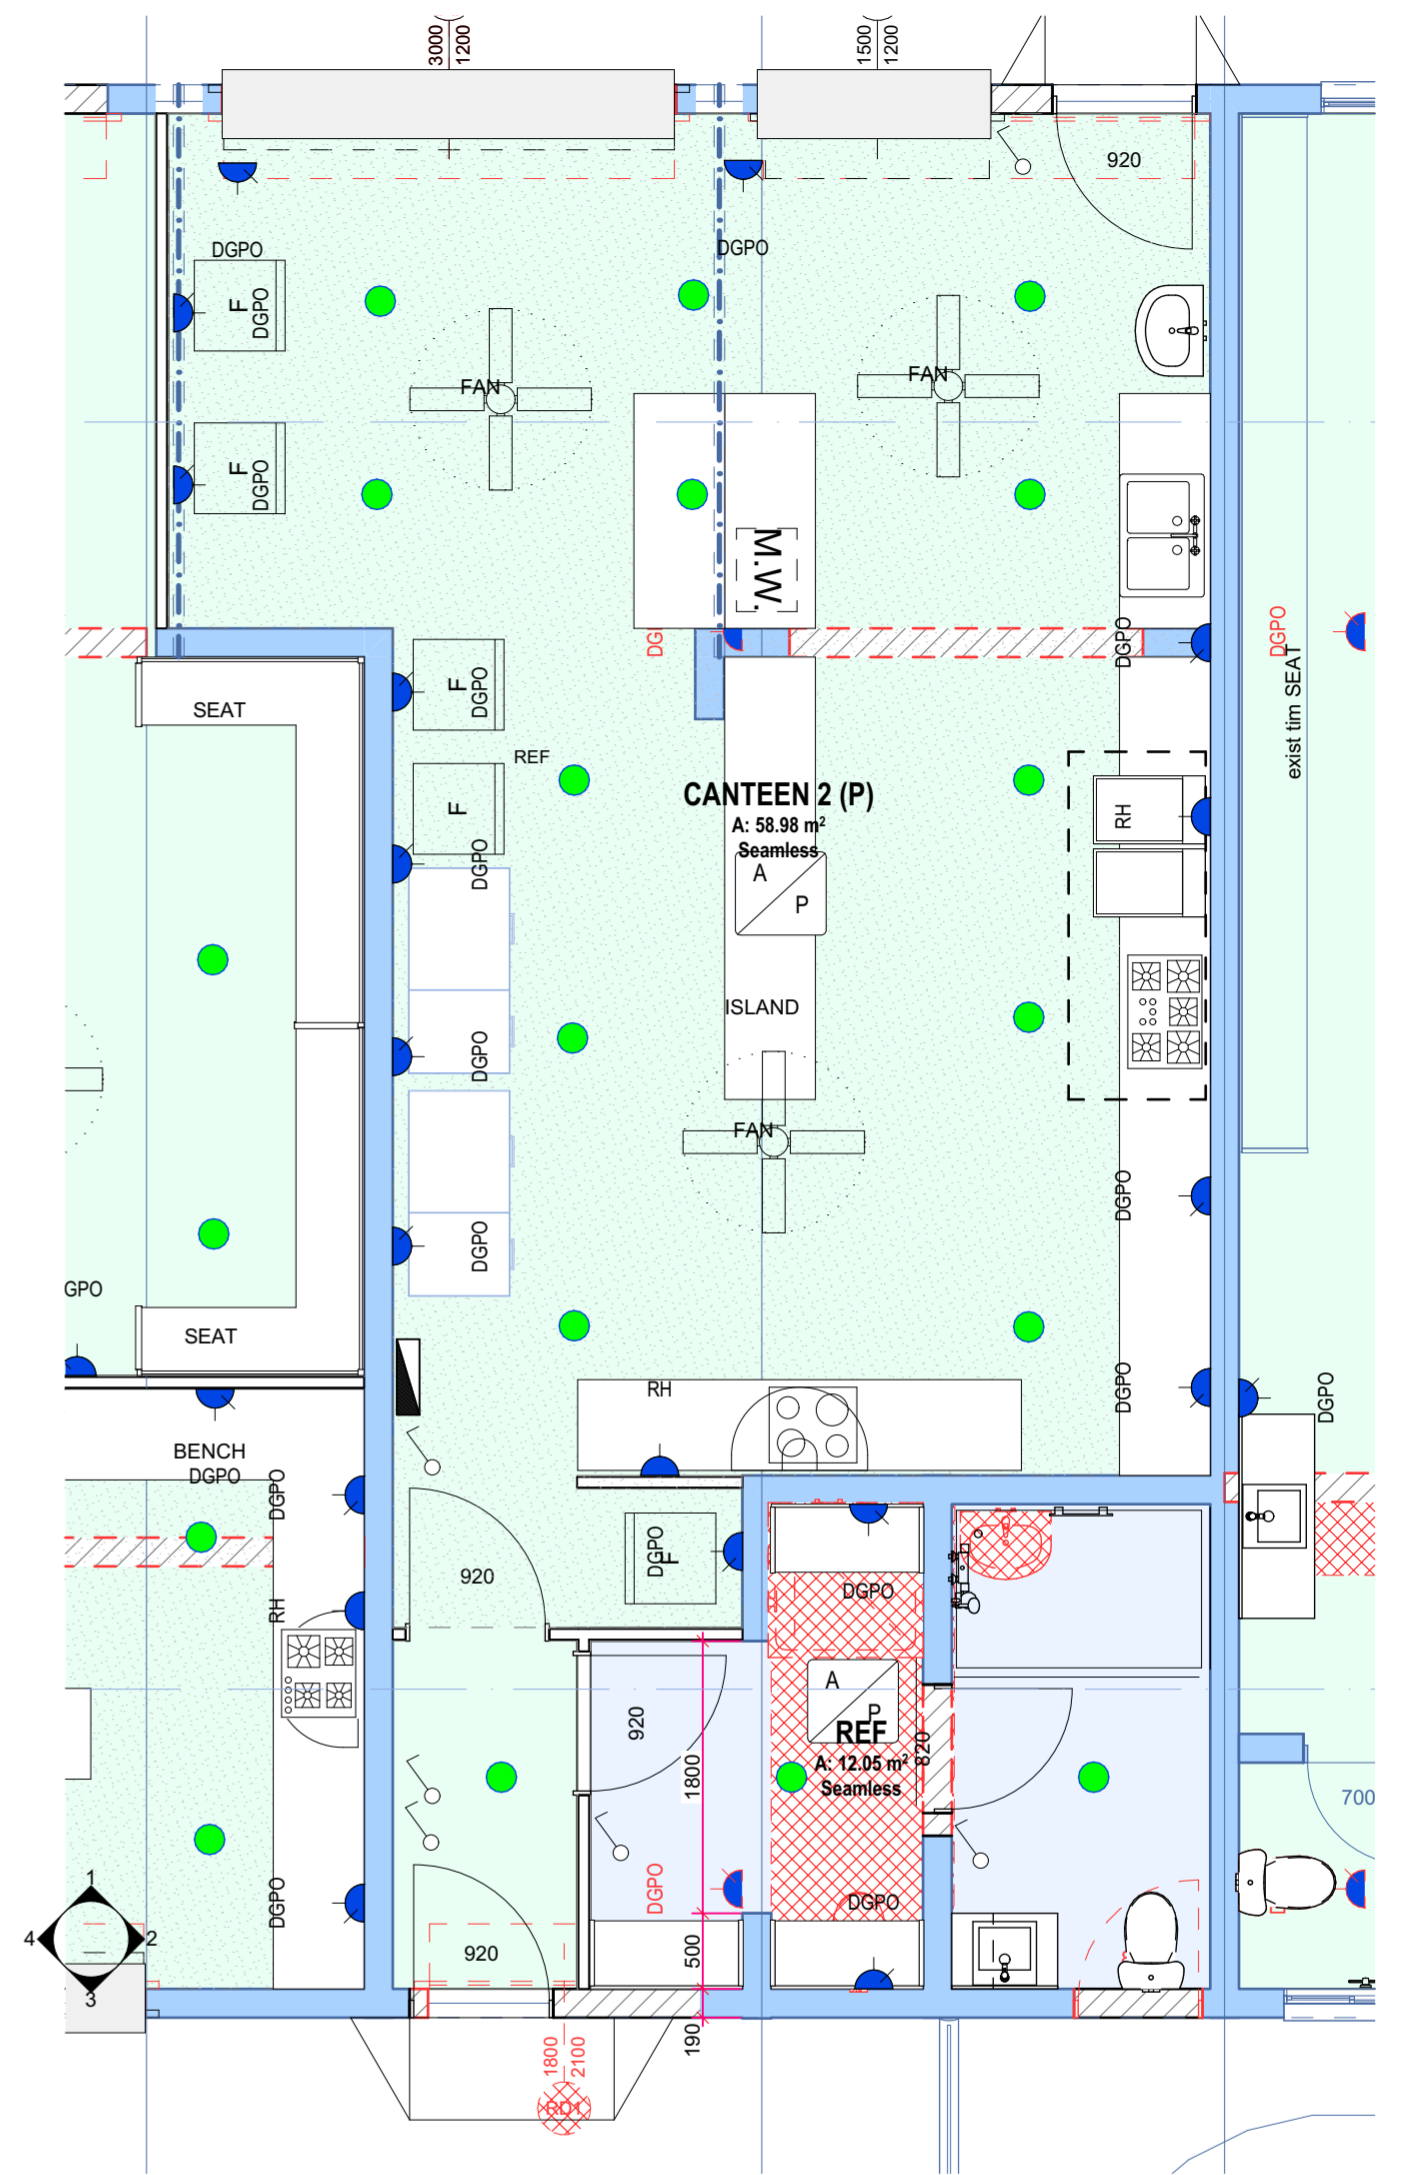 3000
1200
1500
1200
920
DGPO
DGPO
F
DGPO
FAN
FAN
F
DGPO
M.W.
DG
DGPO
DGPO
exist tim SEAT
SEAT
F
DGPO
REF
F
DGPO
CANTEEN 2 (P)
A: 58.98 m²
Seamless
A
P
RH
ISLAND
DGPO
FAN
DGPO
DGPO
GPO
SEAT
DGPO
DGPO
RH
BENCH
DGPO
DGPO
920
DGPO
F
DGPO
RH
920
1800
A
P
REF
A: 12.05 m²
Seamless
820
700
DGPO
DGPO
DGPO
1
4
2
3
920
500
190
1800
2100
RD1